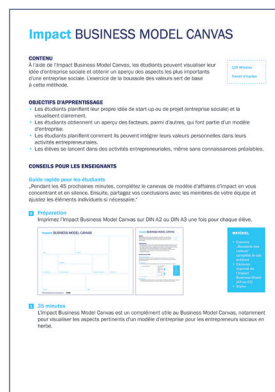 Impact BUSINESS MODEL CANVAS
CONTENU
À l'aide de l'Impact Business Model Canvas, les étudiants peuvent visualiser leur
idée d'entreprise sociale et obtenir un aperçu des aspects les plus importants
d'une entreprise sociale. L'exercice de la boussole des valeurs sert de base
à cette méthode.
120 Minutes
travail d'équipe
OBJECTIFS D'APPRENTISSAGE
• Les étudiants planifient leur propre idée de start-up ou de projet (entreprise sociale) et la
visualisent clairement.
• Les étudiants obtiennent un aperçu des facteurs, parmi d'autres, qui font partie d'un modèle
d'entreprise.
• Les étudiants planifient comment ils peuvent intégrer leurs valeurs personnelles dans leurs
activités entrepreneuriales.
• Les élèves se lancent dans des activités entrepreneuriales, même sans connaissances préalables.
CONSEILS POUR LES ENSEIGNANTS
Guide rapide pour les étudiants
„Pendant les 45 prochaines minutes, complétez le canevas de modèle d'affaires d'impact en vous
concentrant et en silence. Ensuite, partagez vos conclusions avec les membres de votre équipe et
ajustez les éléments individuels si nécessaire."
Préparation
Imprimez l'Impact Business Model Canvas sur DIN A2 ou DIN A3 une fois pour chaque élève.
Impact BUSINESS MODEL CANVAS
Impact BUSINESS MODEL CANVAS
MATÉRIEL
35 minutes
L'Impact Business Model Canvas est un complément utile au Business Model Canvas, notamment
pour visualiser les aspects pertinents d'un modèle d'entreprise pour les entrepreneurs sociaux en
herbe.